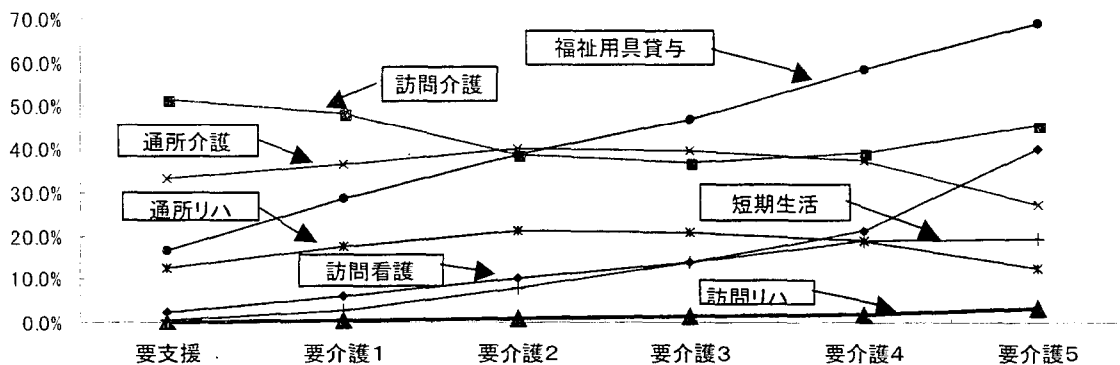 70.0%
60.0%
50.0%
40.0%
30.0%
20.0%
10.0%
0.0%
福祉用具貸与
訪問介護
通所介護
通所リハ
短期生活
訪問看護
訪問リハ
要支援 要介護1 要介護2 要介護3 要介護4 要介護5